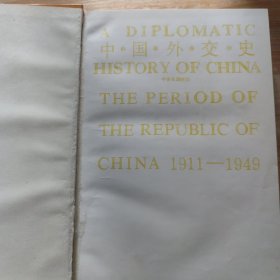 A DIPLOMATIC
中·国·外·交·史
HISTORY OF CHINA
THE PERIOD OF
THE REPUBLIC OF
CHINA 1911—1949